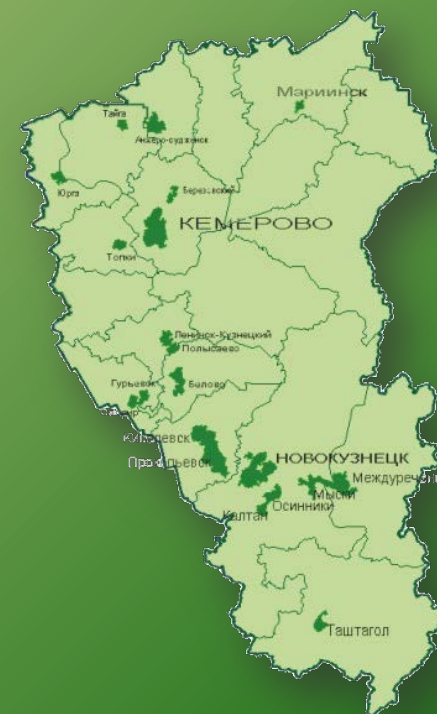 Мариинск
Тайга
Анжеро-судженск
Юрга
Березовский
КЕМЕРОВО
Топки
Ленинск-Кузнецкий
Полысаево
Гурьевск
Белово
Киселевск
Прокопьевск
НОВОКУЗНЕЦК
Междуречен
Мыски
Осинники
Калтан
Таштагол